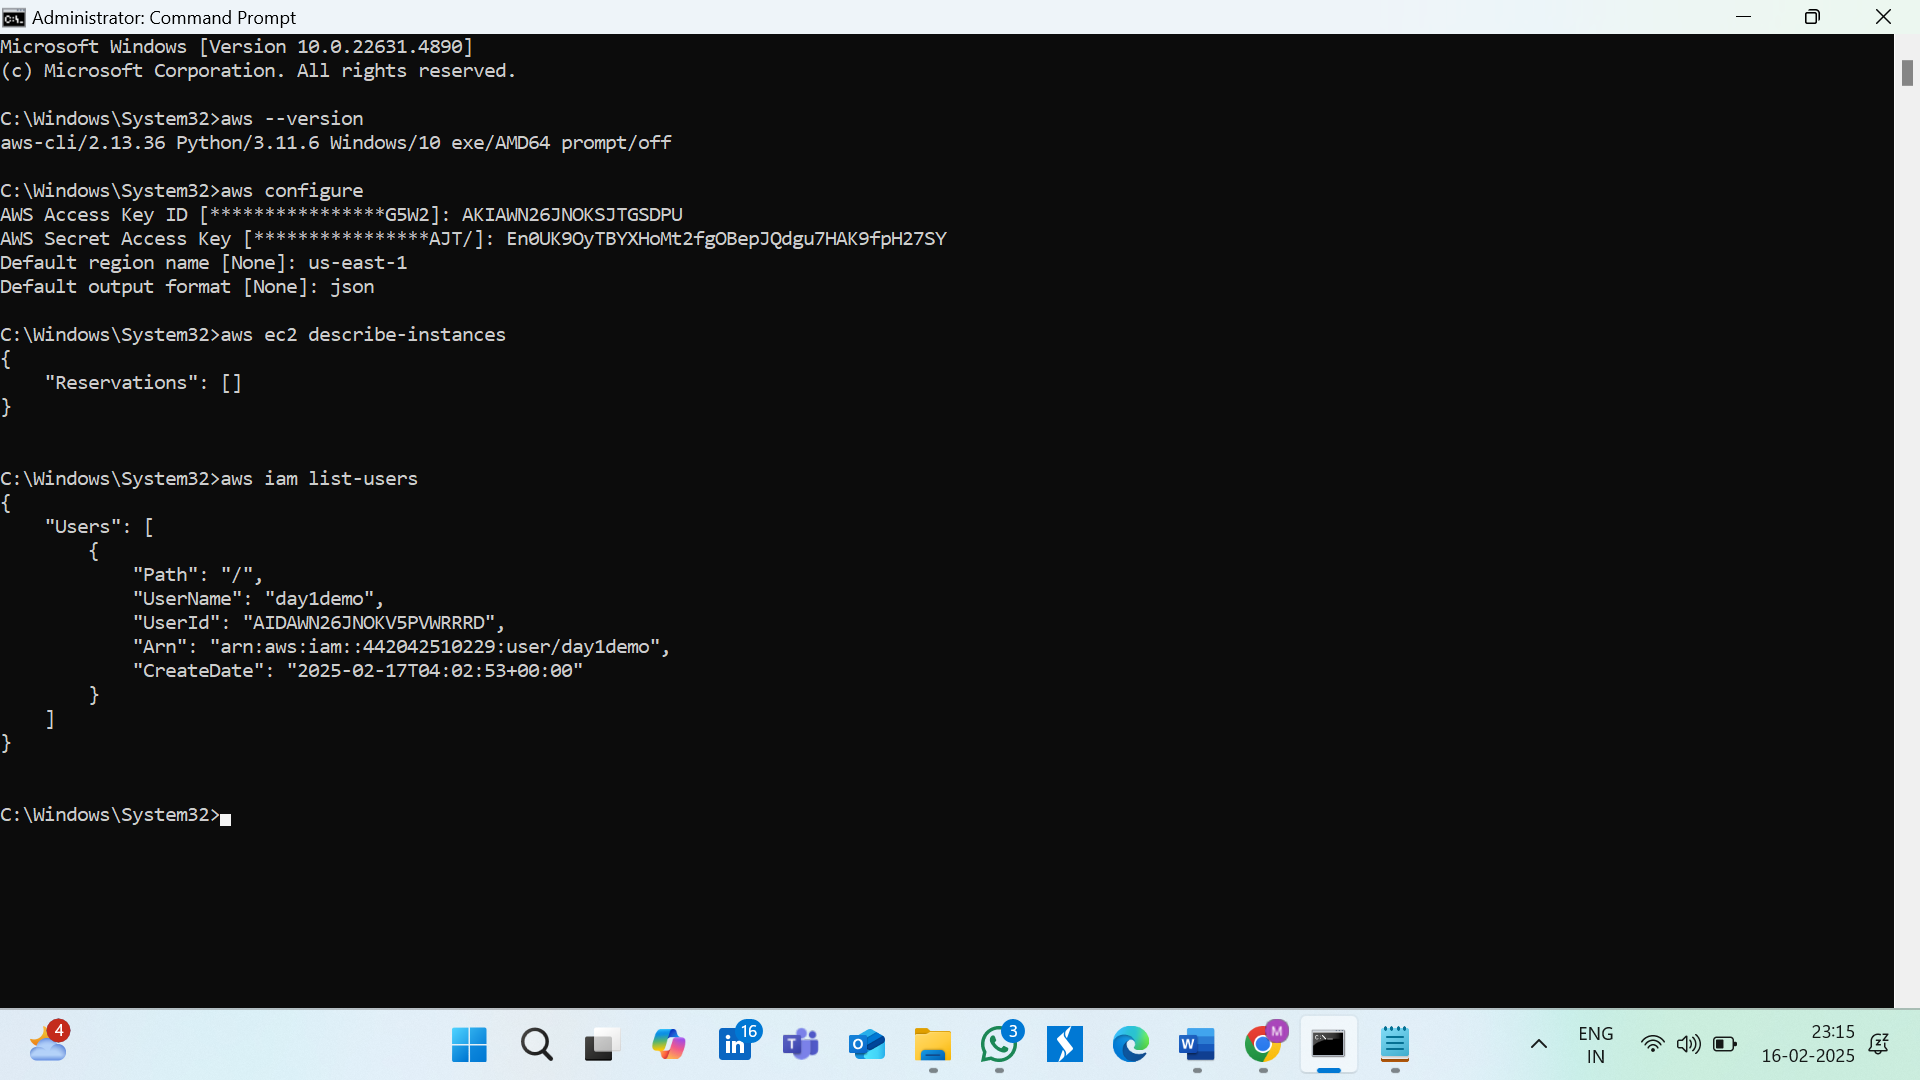 Administrator: Command Prompt
Microsoft Windows [Version 10.0.22631.4890]
(c) Microsoft Corporation. All rights reserved.
C:\Windows\System32>aws --version
aws-cli/2.13.36 Python/3.11.6 Windows/10 exe/AMD64 prompt/off
C:\Windows\System32>aws configure
AWS Access Key ID [****************G5W2]: AKIAWN26JNOKSJTGSDPU
AWS Secret Access Key [****************AJT/]: 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
Default region name [None]: us-east-1
Default output format [None]: json
C:\Windows\System32>aws ec2 describe-instances
{
    "Reservations": []
}
C:\Windows\System32>aws iam list-users
{
    "Users": [
        {
            "Path": "/",
            "UserName": "day1demo",
            "UserId": "AIDAWN26JNOKV5PVWRRRD",
            "Arn": "arn:aws:iam::442042510229:user/day1demo",
            "CreateDate": "2025-02-17T04:02:53+00:00"
        }
    ]
}
C:\Windows\System32>
4
16
3
M
ENG
IN
23:15
16-02-2025